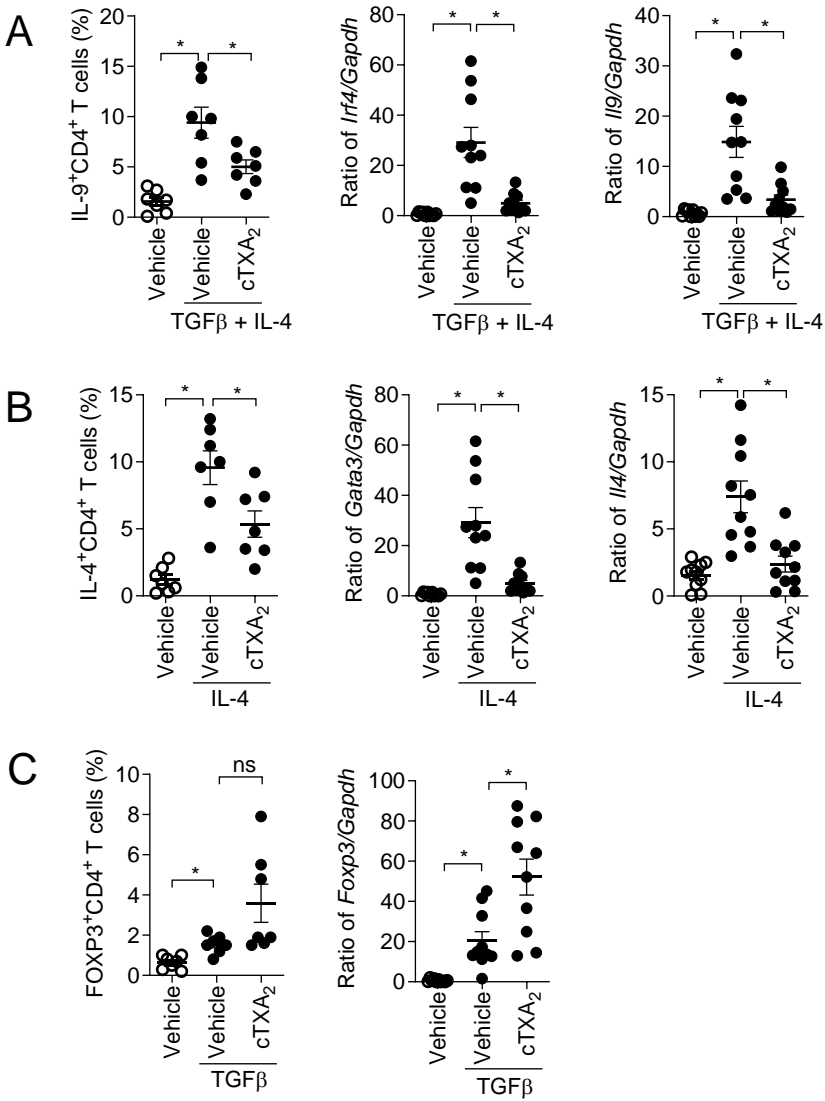 A
IL-9⁺CD4⁺ T cells (%)
20
15
10
5
0
*
*
Vehicle
Vehicle
cTXA₂
TGFβ + IL-4
Ratio of Irf4/Gapdh
80
60
40
20
0
*
*
Vehicle
Vehicle
cTXA₂
TGFβ + IL-4
Ratio of Il9/Gapdh
40
30
20
10
0
*
*
Vehicle
Vehicle
cTXA₂
TGFβ + IL-4
B
IL-4⁺CD4⁺ T cells (%)
15
10
5
0
*
*
Vehicle
Vehicle
cTXA₂
IL-4
Ratio of Gata3/Gapdh
80
60
40
20
0
*
*
Vehicle
Vehicle
cTXA₂
IL-4
Ratio of Il4/Gapdh
15
10
5
0
*
*
Vehicle
Vehicle
cTXA₂
IL-4
C
FOXP3⁺CD4⁺ T cells (%)
10
8
6
4
2
0
*
ns
Vehicle
Vehicle
cTXA₂
TGFβ
Ratio of Foxp3/Gapdh
100
80
60
40
20
0
*
*
Vehicle
Vehicle
cTXA₂
TGFβ